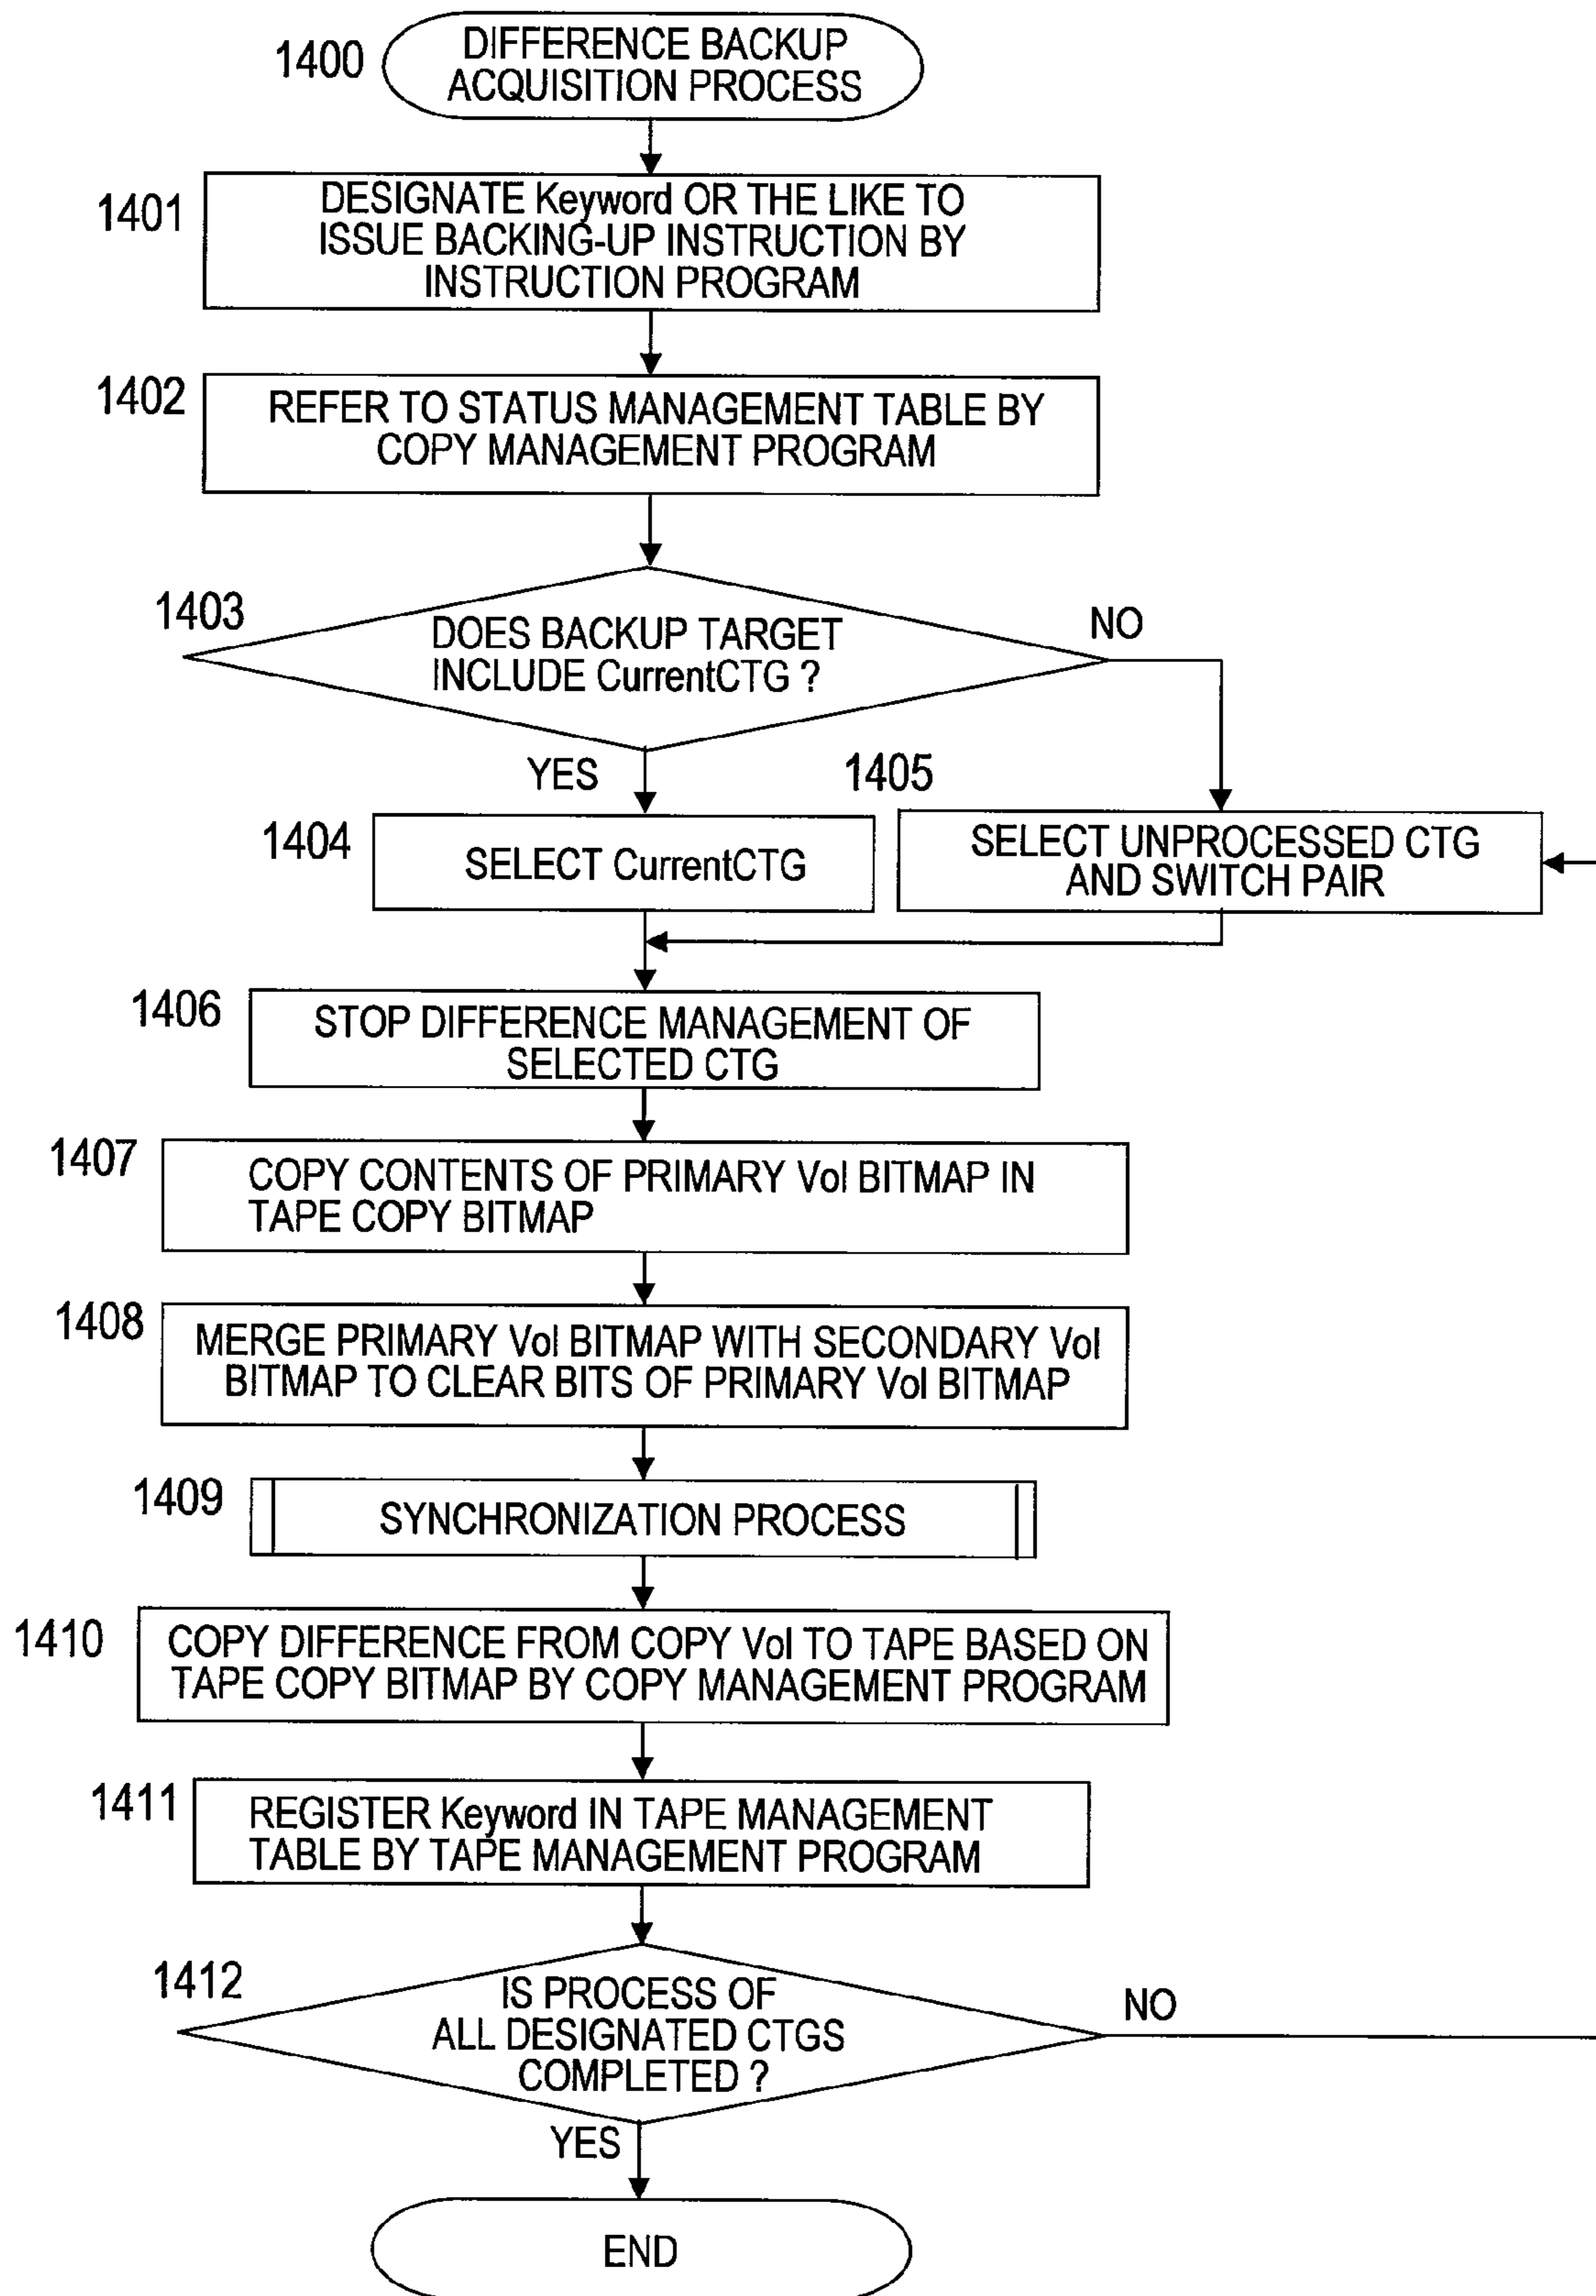 1400
DIFFERENCE BACKUP
ACQUISITION PROCESS
1401
DESIGNATE Keyword OR THE LIKE TO
ISSUE BACKING-UP INSTRUCTION BY
INSTRUCTION PROGRAM
1402
REFER TO STATUS MANAGEMENT TABLE BY
COPY MANAGEMENT PROGRAM
1403
DOES BACKUP TARGET
INCLUDE CurrentCTG ?
NO
YES
1404
SELECT CurrentCTG
1405
SELECT UNPROCESSED CTG
AND SWITCH PAIR
1406
STOP DIFFERENCE MANAGEMENT OF
SELECTED CTG
1407
COPY CONTENTS OF PRIMARY Vol BITMAP IN
TAPE COPY BITMAP
1408
MERGE PRIMARY Vol BITMAP WITH SECONDARY Vol
BITMAP TO CLEAR BITS OF PRIMARY Vol BITMAP
1409
SYNCHRONIZATION PROCESS
1410
COPY DIFFERENCE FROM COPY Vol TO TAPE BASED ON
TAPE COPY BITMAP BY COPY MANAGEMENT PROGRAM
1411
REGISTER Keyword IN TAPE MANAGEMENT
TABLE BY TAPE MANAGEMENT PROGRAM
1412
IS PROCESS OF
ALL DESIGNATED CTGS
COMPLETED ?
NO
YES
END